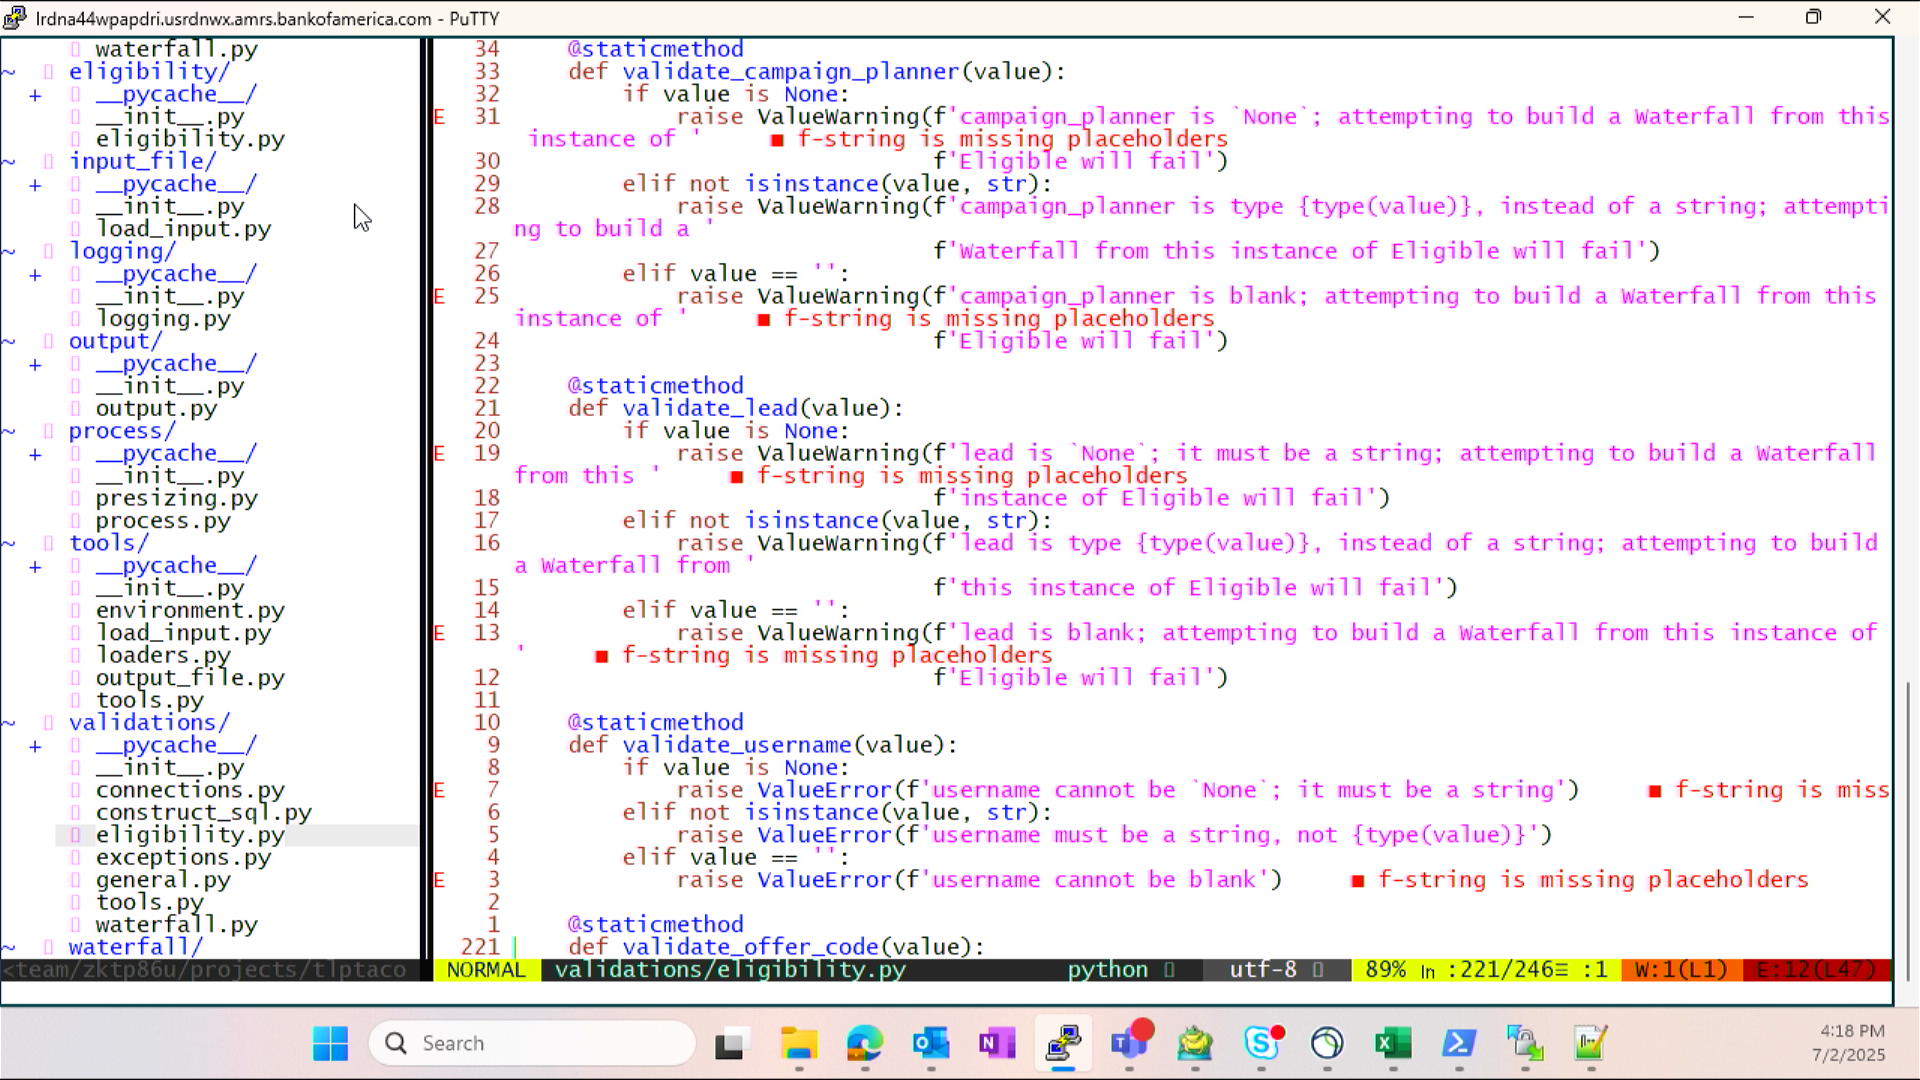 lrdna44wpapdri.usrdnwx.amrs.bankofamerica.com - PuTTY
waterfall.py
~ eligibility/
+ __pycache__/
__init__.py
eligibility.py
~ input_file/
+ __pycache__/
__init__.py
load_input.py
~ logging/
+ __pycache__/
__init__.py
logging.py
~ output/
+ __pycache__/
__init__.py
output.py
~ process/
+ __pycache__/
__init__.py
presizing.py
process.py
~ tools/
+ __pycache__/
__init__.py
environment.py
load_input.py
loaders.py
output_file.py
tools.py
~ validations/
+ __pycache__/
__init__.py
connections.py
construct_sql.py
eligibility.py
exceptions.py
general.py
tools.py
waterfall.py
~ waterfall/
<team/zktp86u/projects/tlptaco
34 @staticmethod
33 def validate_campaign_planner(value):
32 if value is None:
E 31 raise ValueWarning(f'campaign_planner is `None`; attempting to build a Waterfall from this
instance of ' ■ f-string is missing placeholders
30 f'Eligible will fail')
29 elif not isinstance(value, str):
28 raise ValueWarning(f'campaign_planner is type {type(value)}, instead of a string; attempti
ng to build a '
27 f'Waterfall from this instance of Eligible will fail')
26 elif value == '':
E 25 raise ValueWarning(f'campaign_planner is blank; attempting to build a Waterfall from this
instance of ' ■ f-string is missing placeholders
24 f'Eligible will fail')
23
22 @staticmethod
21 def validate_lead(value):
20 if value is None:
E 19 raise ValueWarning(f'lead is `None`; it must be a string; attempting to build a Waterfall
from this ' ■ f-string is missing placeholders
18 f'instance of Eligible will fail')
17 elif not isinstance(value, str):
16 raise ValueWarning(f'lead is type {type(value)}, instead of a string; attempting to build
a Waterfall from '
15 f'this instance of Eligible will fail')
14 elif value == '':
E 13 raise ValueWarning(f'lead is blank; attempting to build a Waterfall from this instance of
' ■ f-string is missing placeholders
12 f'Eligible will fail')
11
10 @staticmethod
9 def validate_username(value):
8 if value is None:
E 7 raise ValueError(f'username cannot be `None`; it must be a string') ■ f-string is miss
6 elif not isinstance(value, str):
5 raise ValueError(f'username must be a string, not {type(value)}')
4 elif value == '':
E 3 raise ValueError(f'username cannot be blank') ■ f-string is missing placeholders
2
1 @staticmethod
221 def validate_offer_code(value):
NORMAL validations/eligibility.py python utf-8 89% ln :221/246≡ :1 W:1(L1) E:12(L47)
Search
4:18 PM
7/2/2025